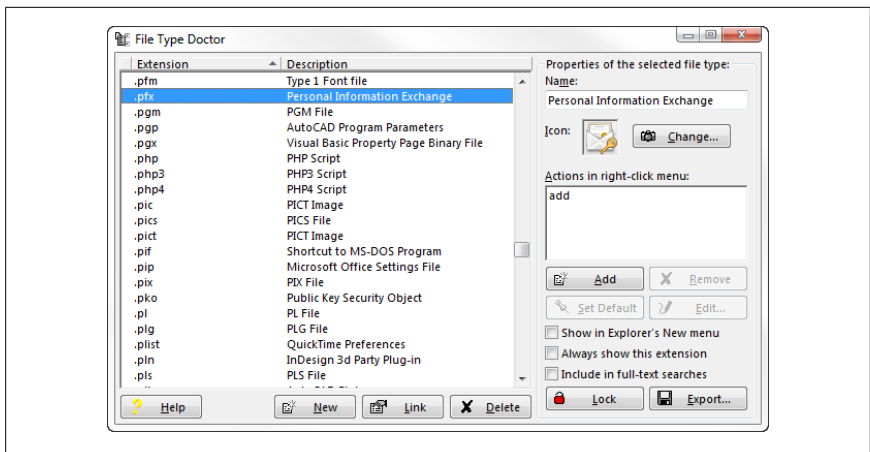 File Type Doctor
Extension Description
.pfm Type 1 Font file
.pfx Personal Information Exchange
.pgm PGM File
.pgp AutoCAD Program Parameters
.pgx Visual Basic Property Page Binary File
.php PHP Script
.php3 PHP3 Script
.php4 PHP4 Script
.pic PICT Image
.pics PICS File
.pict PICT Image
.pif Shortcut to MS-DOS Program
.pip Microsoft Office Settings File
.pix PIX File
.pko Public Key Security Object
.pl PL File
.plg PLG File
.plist QuickTime Preferences
.pln InDesign 3d Party Plug-in
.pls PLS File
Help New Link Delete
Properties of the selected file type:
Name:
Personal Information Exchange
Icon: Change...
Actions in right-click menu:
add
Add Remove
Set Default Edit...
Show in Explorer's New menu
Always show this extension
Include in full-text searches
Lock Export...